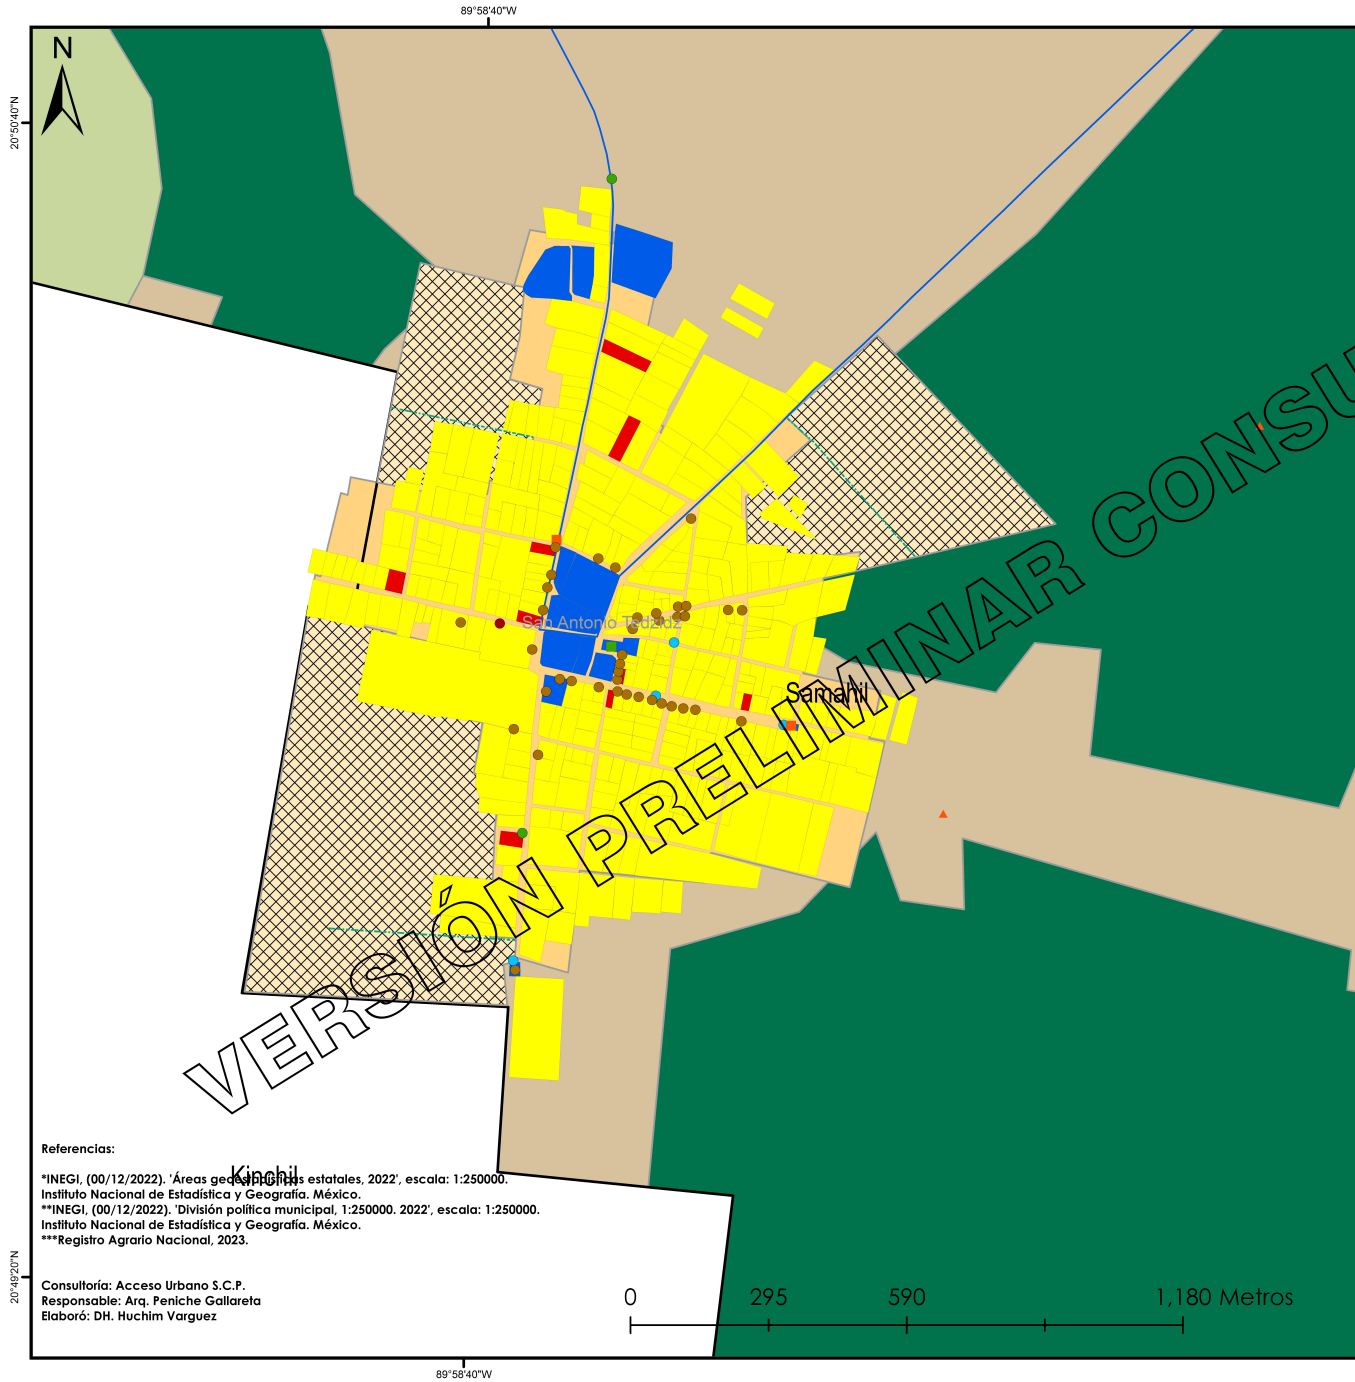 89°58'40"W
N
20°50'40"N
San Antonio Tedzidz
Samahil
VERSIÓN PRELIMINAR CONSU
Referencias:
Kinchil
*INEGI, (00/12/2022). 'Áreas geoestadísticas estatales, 2022', escala: 1:250000.
Instituto Nacional de Estadística y Geografía. México.
**INEGI, (00/12/2022). 'División política municipal, 1:250000. 2022', escala: 1:250000.
Instituto Nacional de Estadística y Geografía. México.
***Registro Agrario Nacional, 2023.
20°49'20"N
Consultoría: Acceso Urbano S.C.P.
Responsable: Arq. Peniche Gallareta
Elaboró: DH. Huchim Varguez
0 295 590 1,180 Metros
89°58'40"W